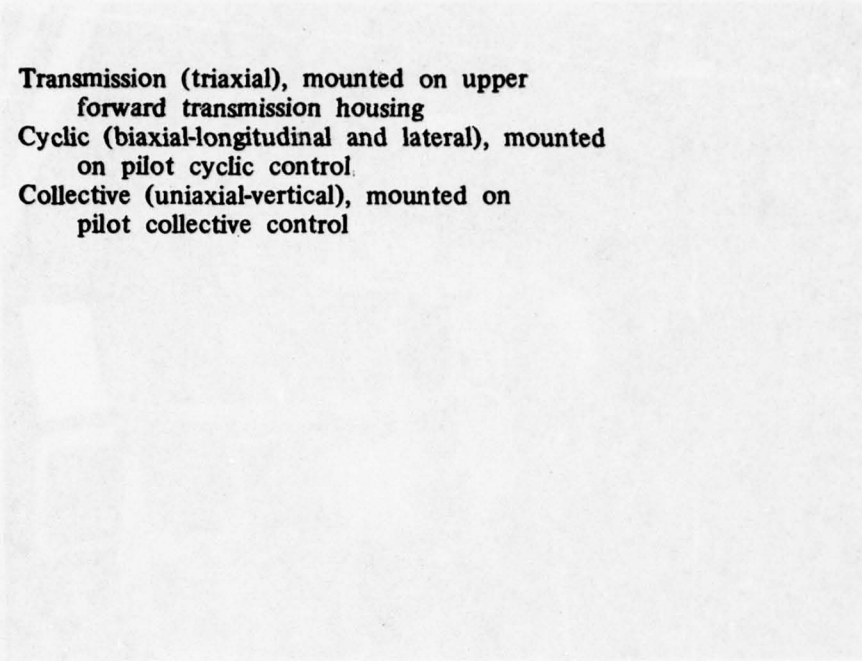 Transmission (triaxial), mounted on upper
forward transmission housing
Cyclic (biaxial-longitudinal and lateral), mounted
on pilot cyclic control
Collective (uniaxial-vertical), mounted on
pilot collective control